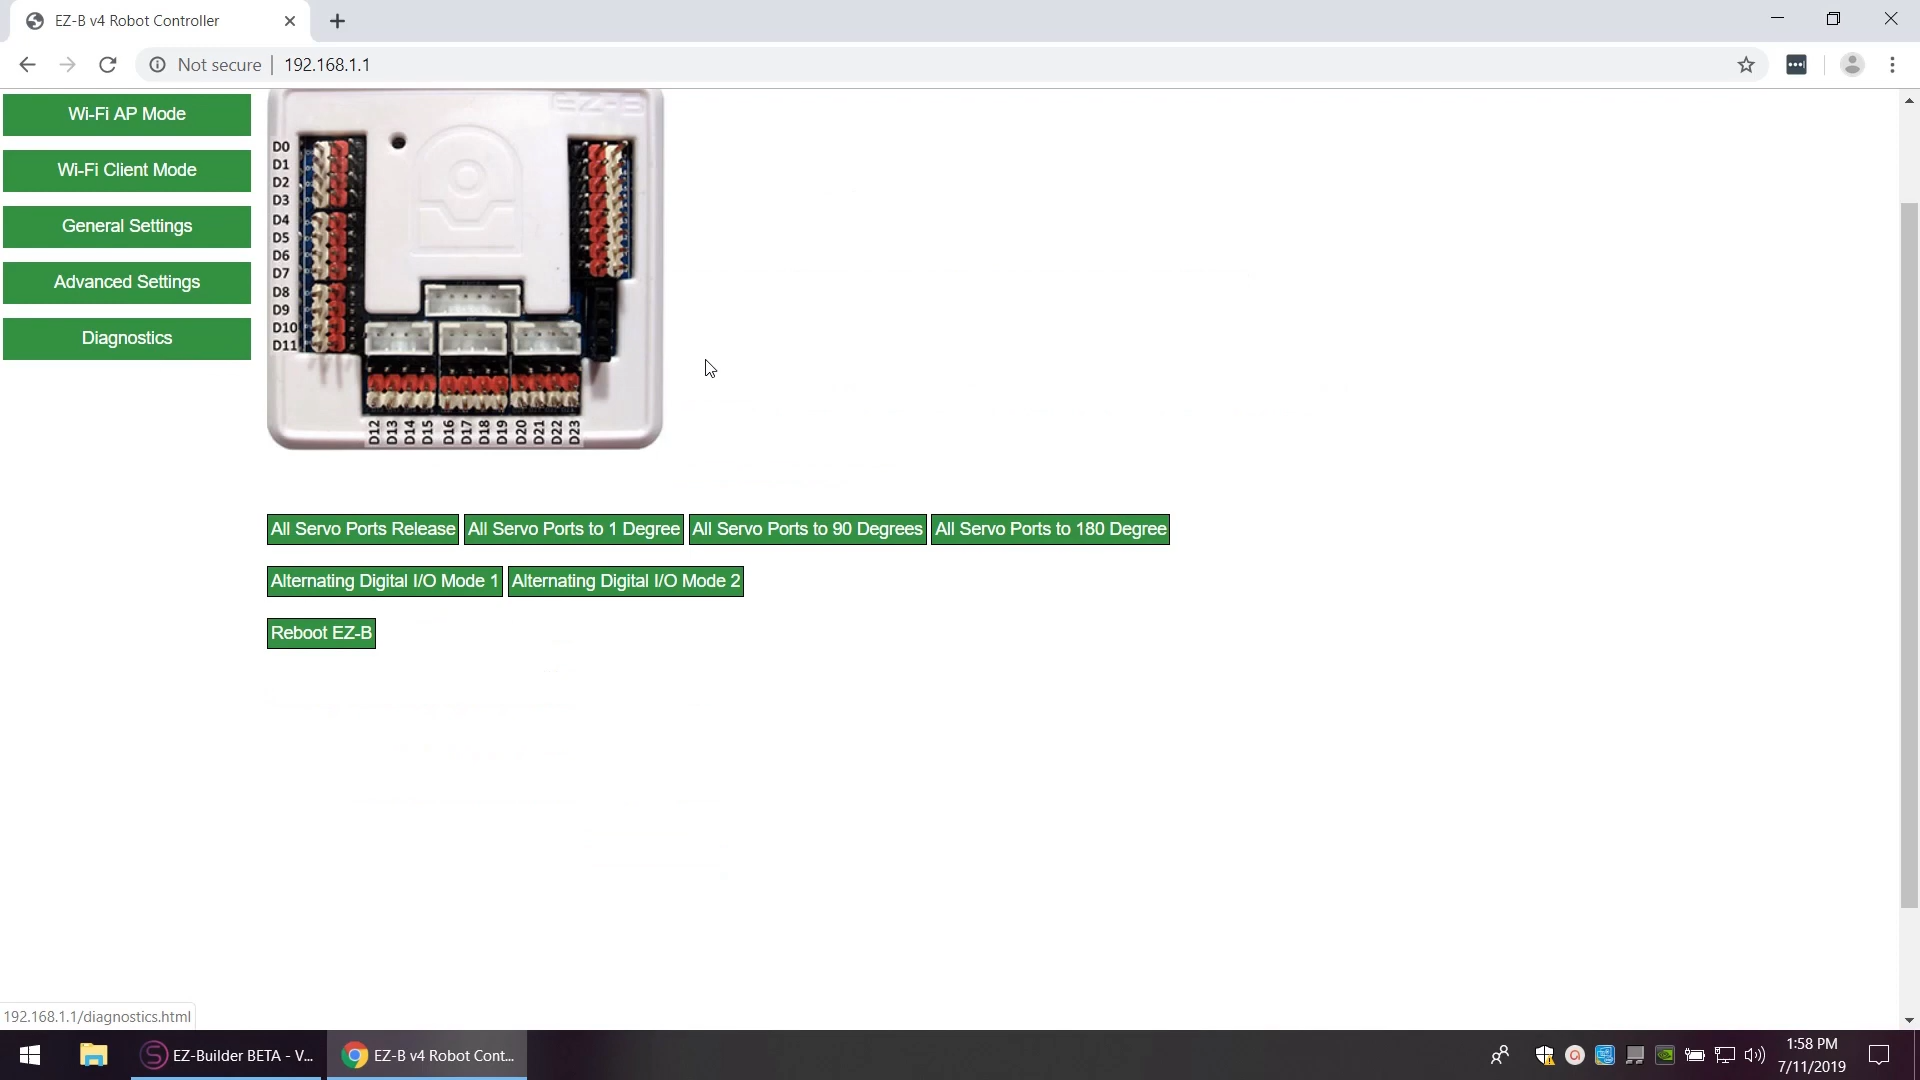 EZ-B v4 Robot Controller
Not secure
192.168.1.1
Wi-Fi AP Mode
Wi-Fi Client Mode
General Settings
Advanced Settings
Diagnostics
EZ-B
D0
D1
D2
D3
D4
D5
D6
D7
D8
D9
D10
D11
D12 D13 D14 D15 D16 D17 D18 D19 D20 D21 D22 D23
All Servo Ports Release All Servo Ports to 1 Degree All Servo Ports to 90 Degrees All Servo Ports to 180 Degree
Alternating Digital I/O Mode 1 Alternating Digital I/O Mode 2
Reboot EZ-B
192.168.1.1/diagnostics.html
EZ-Builder BETA - V...
EZ-B v4 Robot Cont...
1:58 PM
7/11/2019